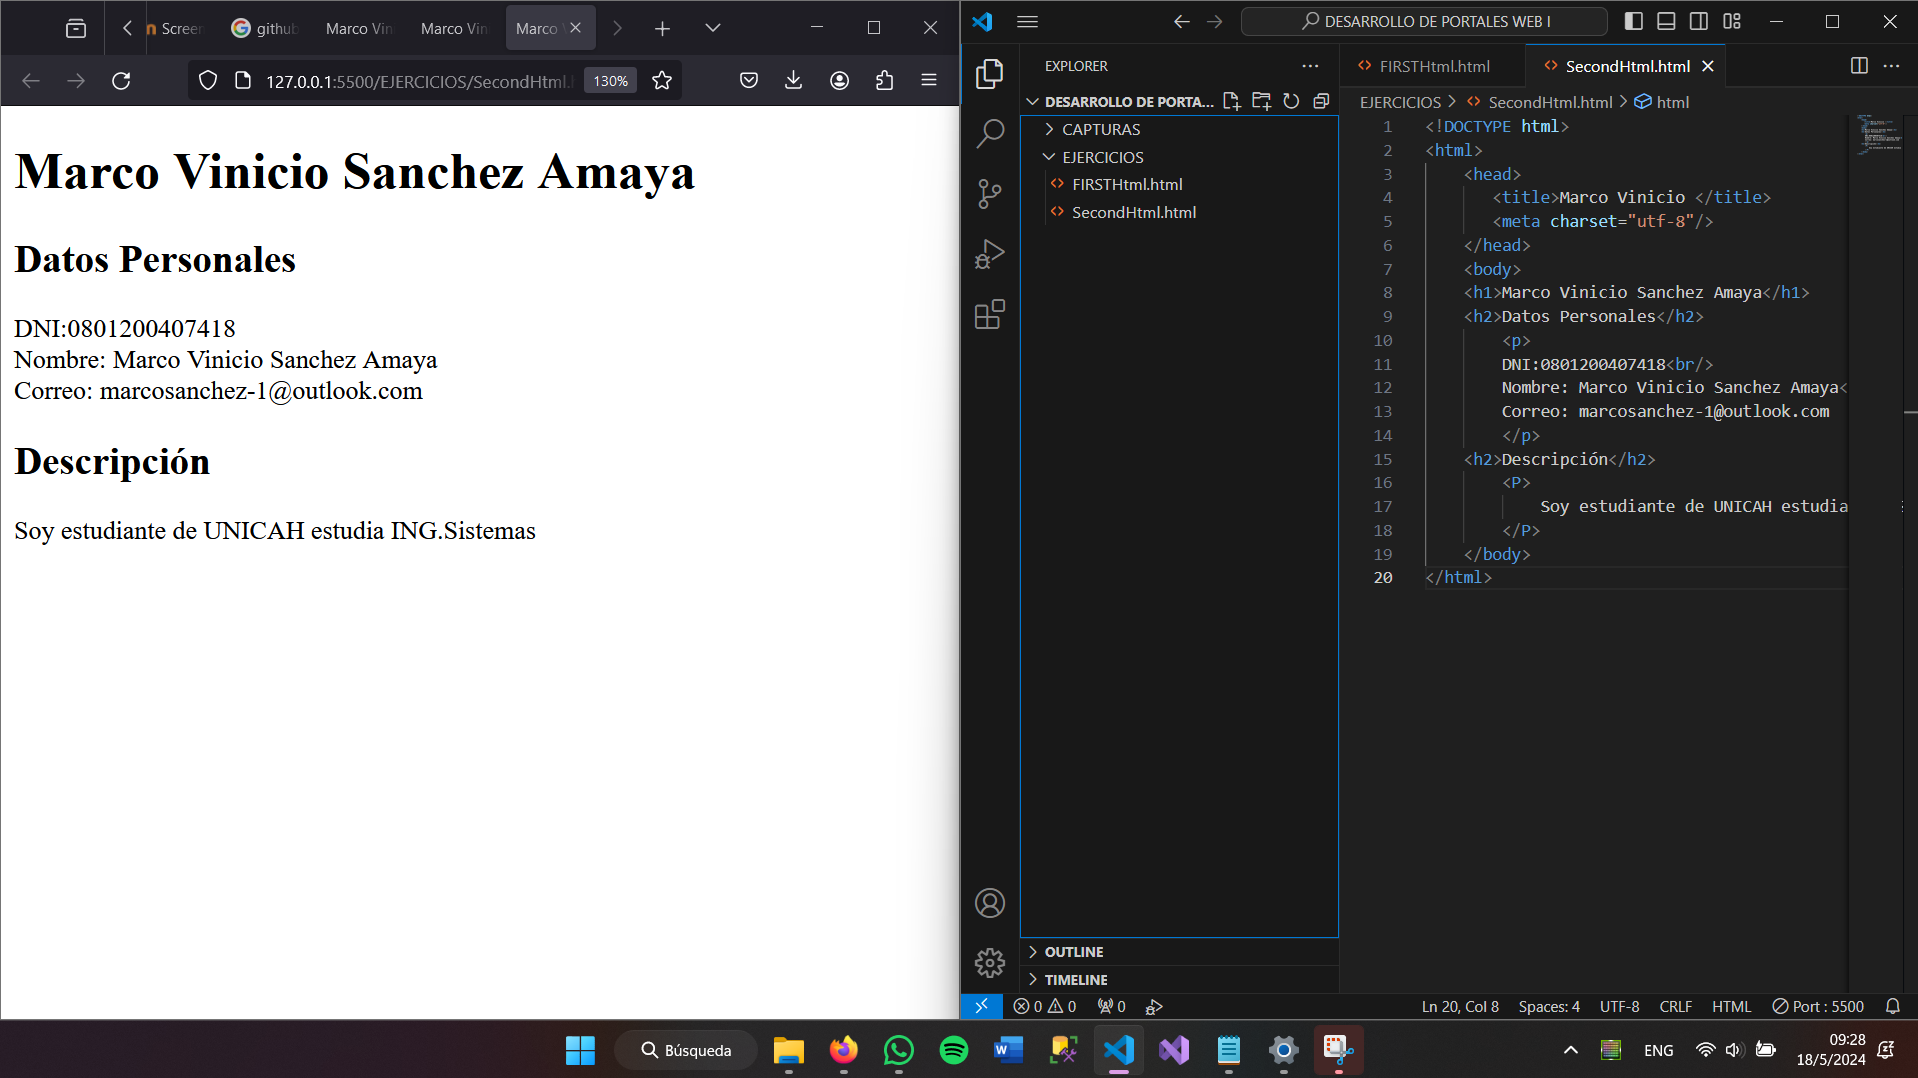 Screen
github
Marco Vin
Marco Vin
Marco
127.0.0.1:5500/EJERCICIOS/SecondHtml.
130%
Marco Vinicio Sanchez Amaya
Datos Personales
DNI:0801200407418
Nombre: Marco Vinicio Sanchez Amaya
Correo: marcosanchez-1@outlook.com
Descripción
Soy estudiante de UNICAH estudia ING.Sistemas
DESARROLLO DE PORTALES WEB I
EXPLORER
DESARROLLO DE PORTA...
CAPTURAS
EJERCICIOS
FIRSTHtml.html
SecondHtml.html
OUTLINE
TIMELINE
FIRSTHtml.html
SecondHtml.html
EJERCICIOS > SecondHtml.html > html
1 <!DOCTYPE html>
2 <html>
3 <head>
4 <title>Marco Vinicio </title>
5 <meta charset="utf-8"/>
6 </head>
7 <body>
8 <h1>Marco Vinicio Sanchez Amaya</h1>
9 <h2>Datos Personales</h2>
10 <p>
11 DNI:0801200407418<br/>
12 Nombre: Marco Vinicio Sanchez Amaya<
13 Correo: marcosanchez-1@outlook.com
14 </p>
15 <h2>Descripción</h2>
16 <P>
17 Soy estudiante de UNICAH estudia
18 </P>
19 </body>
20 </html>
0 0 0
Ln 20, Col 8
Spaces: 4
UTF-8
CRLF
HTML
Port : 5500
Búsqueda
ENG
09:28
18/5/2024